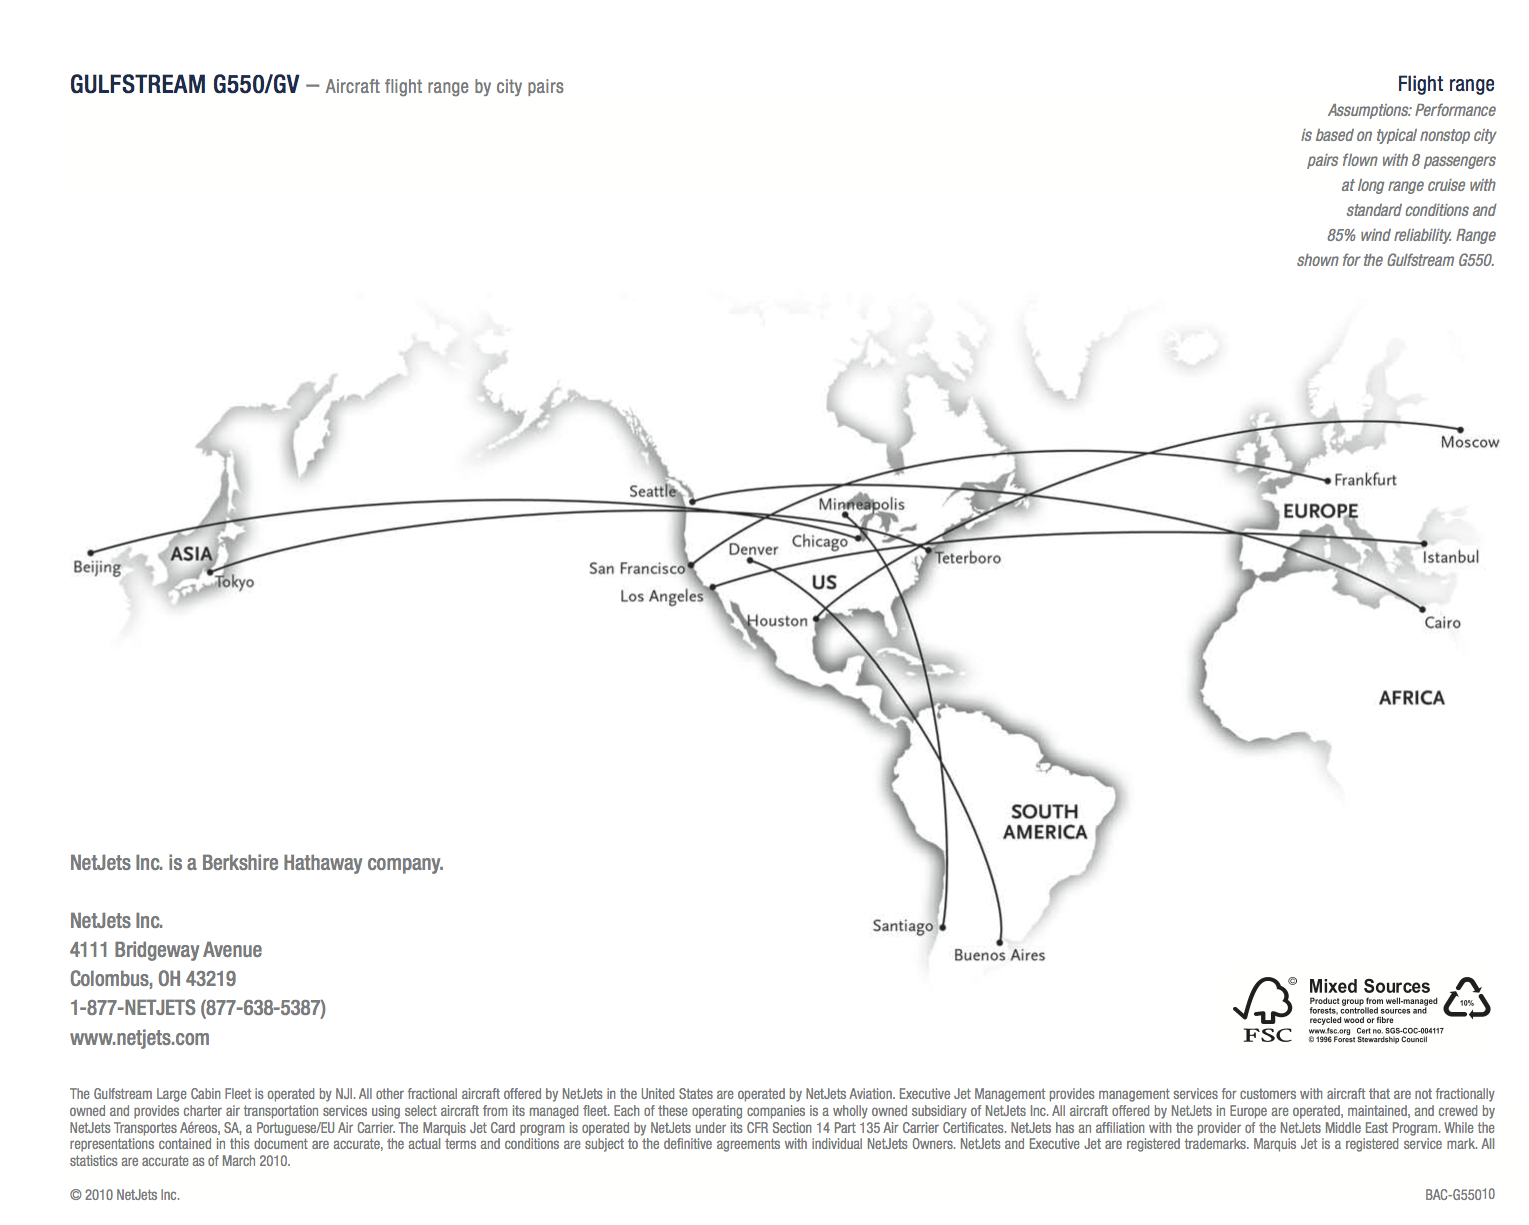 GULFSTREAM G550/GV — Aircraft flight range by city pairs
Flight range
Assumptions: Performance
is based on typical nonstop city
pairs flown with 8 passengers
at long range cruise with
standard conditions and
85% wind reliability. Range
shown for the Gulfstream G550.
Moscow
Frankfurt
Seattle
Minneapolis
EUROPE
Chicago
Denver
ASIA
Beijing
Teterboro
Istanbul
San Francisco
Tokyo
US
Los Angeles
Houston
Cairo
AFRICA
SOUTH
AMERICA
Santiago
Buenos Aires
NetJets Inc. is a Berkshire Hathaway company.
NetJets Inc.
4111 Bridgeway Avenue
Colombus, OH 43219
1-877-NETJETS (877-638-5387)
www.netjets.com
©
FSC
Mixed Sources
Product group from well-managed
forests, controlled sources and
recycled wood or fibre
www.fsc.org Cert no. SGS-COC-004117
© 1996 Forest Stewardship Council
10%
The Gulfstream Large Cabin Fleet is operated by NJI. All other fractional aircraft offered by NetJets in the United States are operated by NetJets Aviation. Executive Jet Management provides management services for customers with aircraft that are not fractionally
owned and provides charter air transportation services using select aircraft from its managed fleet. Each of these operating companies is a wholly owned subsidiary of NetJets Inc. All aircraft offered by NetJets in Europe are operated, maintained, and crewed by
NetJets Transportes Aéreos, SA, a Portuguese/EU Air Carrier. The Marquis Jet Card program is operated by NetJets under its CFR Section 14 Part 135 Air Carrier Certificates. NetJets has an affiliation with the provider of the NetJets Middle East Program. While the
representations contained in this document are accurate, the actual terms and conditions are subject to the definitive agreements with individual NetJets Owners. NetJets and Executive Jet are registered trademarks. Marquis Jet is a registered service mark. All
statistics are accurate as of March 2010.
© 2010 NetJets Inc.
BAC-G55010